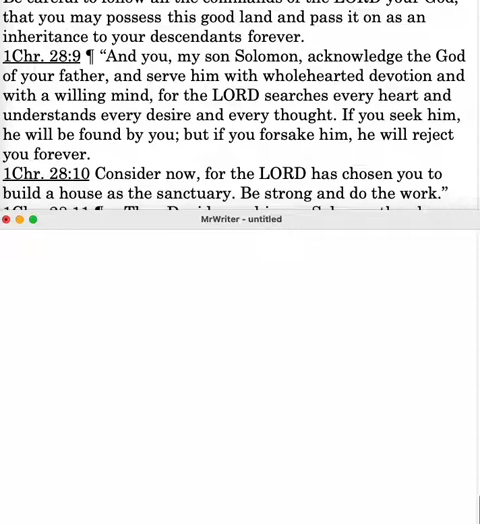 that you may possess this good land and pass it on as an
inheritance to your descendants forever.
1Chr. 28:9 ¶ “And you, my son Solomon, acknowledge the God
of your father, and serve him with wholehearted devotion and
with a willing mind, for the LORD searches every heart and
understands every desire and every thought. If you seek him,
he will be found by you; but if you forsake him, he will reject
you forever.
1Chr. 28:10 Consider now, for the LORD has chosen you to
build a house as the sanctuary. Be strong and do the work.”
MrWriter - untitled